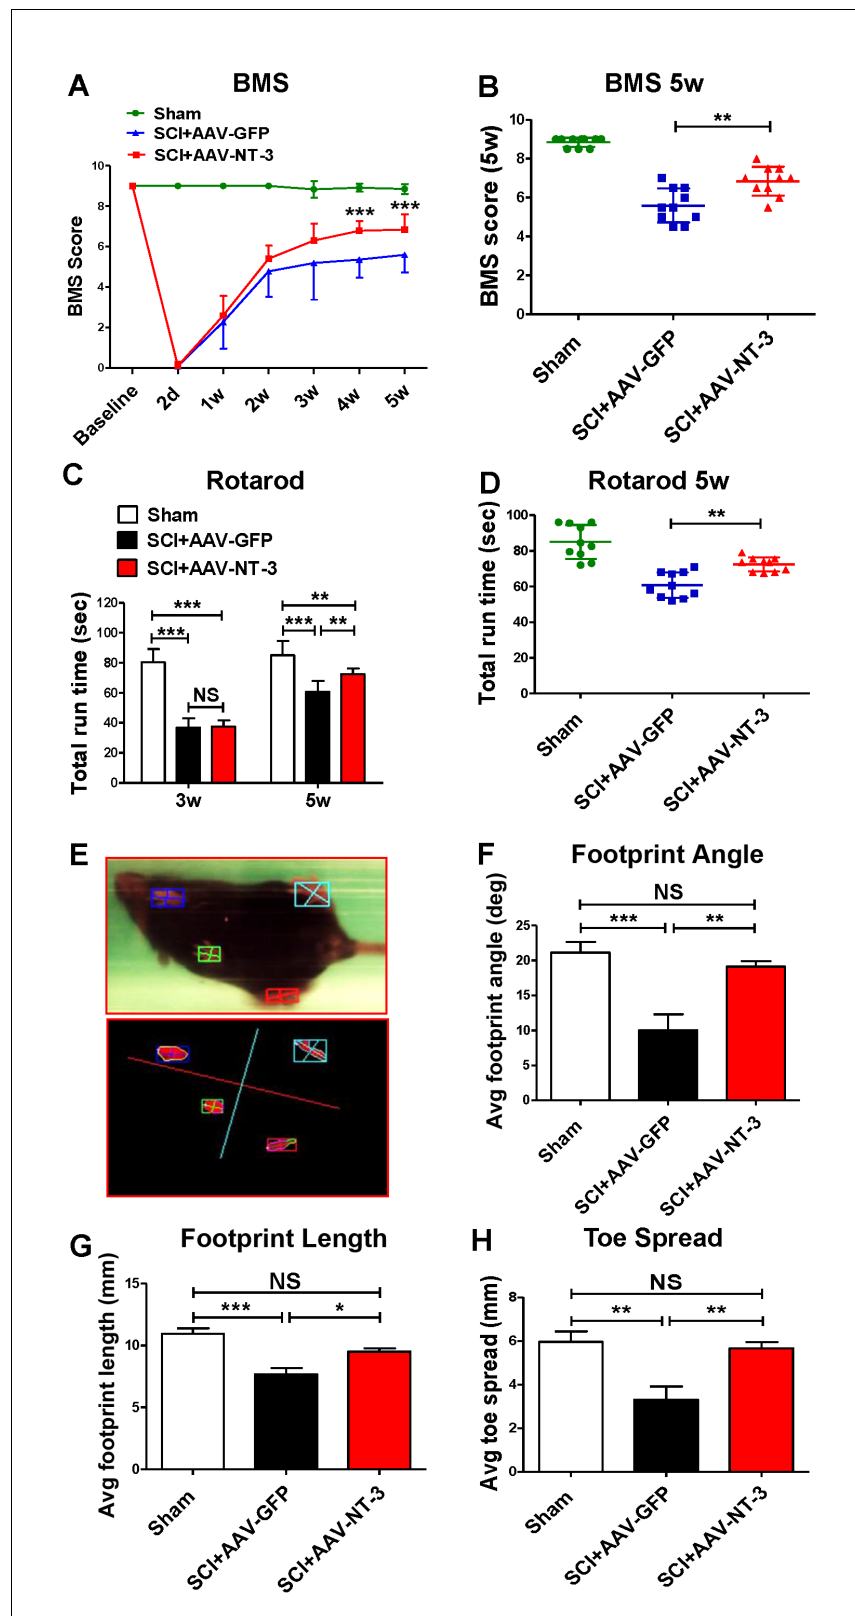 A
BMS
Sham
SCI+AAV-GFP
SCI+AAV-NT-3
BMS Score
10
8
6
4
2
0
***
***
Baseline
2d
1w
2w
3w
4w
5w
B
BMS 5w
BMS score (5w)
10
8
6
4
2
0
**
Sham
SCI+AAV-GFP
SCI+AAV-NT-3
C
Rotarod
Sham
SCI+AAV-GFP
SCI+AAV-NT-3
Total run time (sec)
120
100
80
60
40
20
0
***
***
NS
**
***
**
3w
5w
D
Rotarod 5w
Total run time (sec)
100
80
60
40
20
0
**
Sham
SCI+AAV-GFP
SCI+AAV-NT-3
E
F
Footprint Angle
Avg footprint angle (deg)
25
20
15
10
5
0
NS
***
**
Sham
SCI+AAV-GFP
SCI+AAV-NT-3
G
Footprint Length
Avg footprint length (mm)
15
10
5
0
NS
***
*
Sham
SCI+AAV-GFP
SCI+AAV-NT-3
H
Toe Spread
Avg toe spread (mm)
8
6
4
2
0
NS
**
**
Sham
SCI+AAV-GFP
SCI+AAV-NT-3